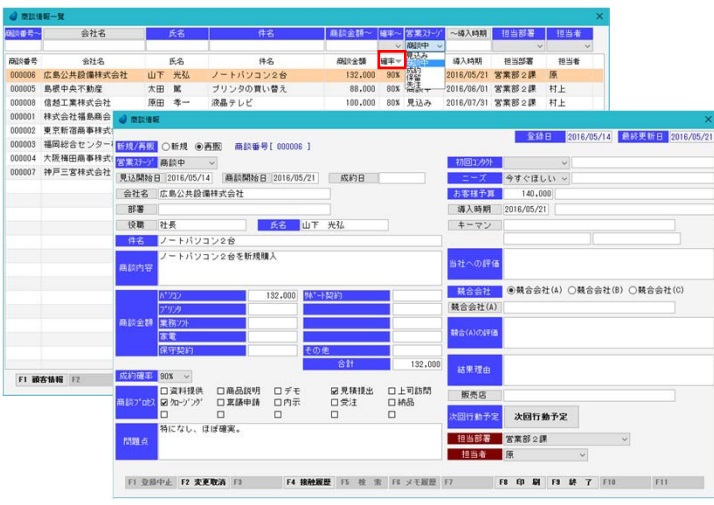 商談情報一覧
商談番号～ 会社名 氏名 件名 商談金額～ 確率～ 営業ステージ ～導入時期 担当部署 担当者
商談中
見込み
保留
商談番号 会社名 氏名 件名 商談金額 確率 導入時期 担当部署 担当者
000006 広島公共設備株式会社 山下 光弘 ノートパソコン2台 132,000 90% 2016/05/21 営業部2課 原
000005 島根中央商事 太田 篤 プリンタの買い替え 88,000 80% 商談中 2016/06/01 営業部2課 村上
000008 信越工業株式会社 原田 孝一 液晶テレビ 100,000 80% 見込み 2016/07/31 営業部2課 村上
000001 株式会社福島商会
000002 東京新宿商事株式
000003 福岡総合センター
000004 大阪梅田商事株式
000007 神戸三宮株式会社
F1 顧客情報 F2
商談情報
登録日 2016/05/14 最終更新日 2016/05/21
新規/再販 ○新規 ◉再販 商談番号[ 000006 ]
営業ステージ 商談中 初回コンタクト
見込開始日 2016/05/14 商談開始日 2016/05/21 成約日 ニーズ 今すぐほしい
会社名 広島公共設備株式会社 お客様予算 140,000
部署 導入時期 2016/05/21
役職 社長 氏名 山下 光弘 キーマン
件名 ノートパソコン2台
商談内容 ノートパソコン2台を新規購入 当社への評価
競合会社 ◉競合会社(A) ○競合会社(B) ○競合会社(C)
商談金額 パソコン 132,000 サポート契約 競合会社(A)
プリンタ
業務ソフト 競合(A)の評価
家電
保守契約 その他
合計 132,000 結果理由
成約確率 90%
商談プロセス □資料提供 □商品説明 □デモ ☑見積提出 □上司訪問 販売店
☑クロージング □稟議申請 □内示 □受注 □納品
□ □ □ □ □ 次回行動予定 次回行動予定
問題点 特になし、ほぼ確実。 担当部署 営業部2課
担当者 原
F1 登録中止 F2 変更取消 F3 F4 接触履歴 F5 検 索 F6 メモ履歴 F7 F8 印 刷 F9 終 了 F10 F11